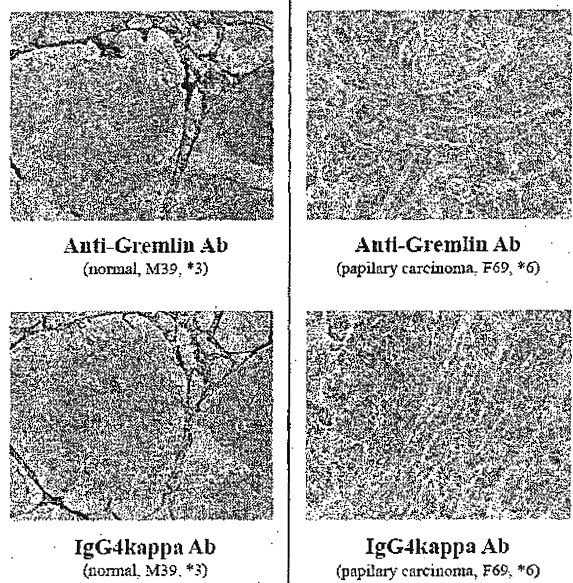 Anti-Gremlin Ab
(normal, M39, *3)
Anti-Gremlin Ab
(papilary carcinoma, F69, *6)
IgG4kappa Ab
(normal, M39, *3)
IgG4kappa Ab
(papilary carcinoma, F69, *6)